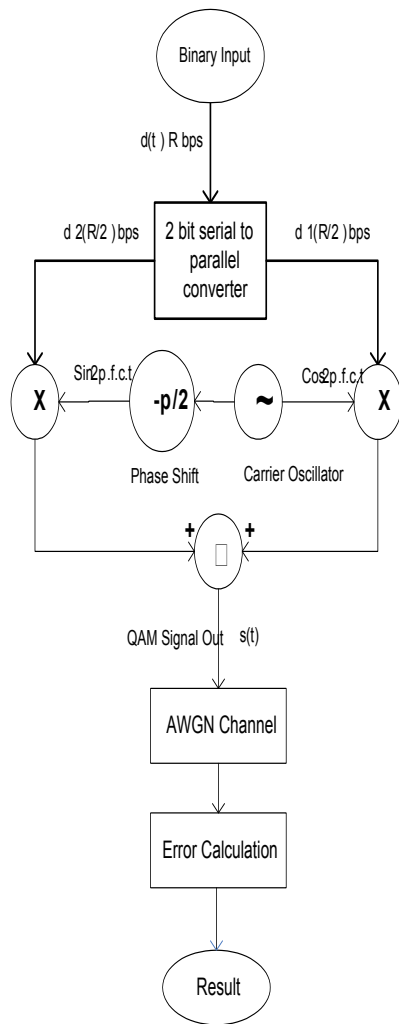 Binary Input
d(t ) R bps
d 2(R/2 ) bps
2 bit serial to
parallel
converter
d 1(R/2 ) bps
Sin2p.f.c.t
Cos2p.f.c.t
X
-p/2
~
X
Phase Shift
Carrier Oscillator
+
+
QAM Signal Out
s(t)
AWGN Channel
Error Calculation
Result